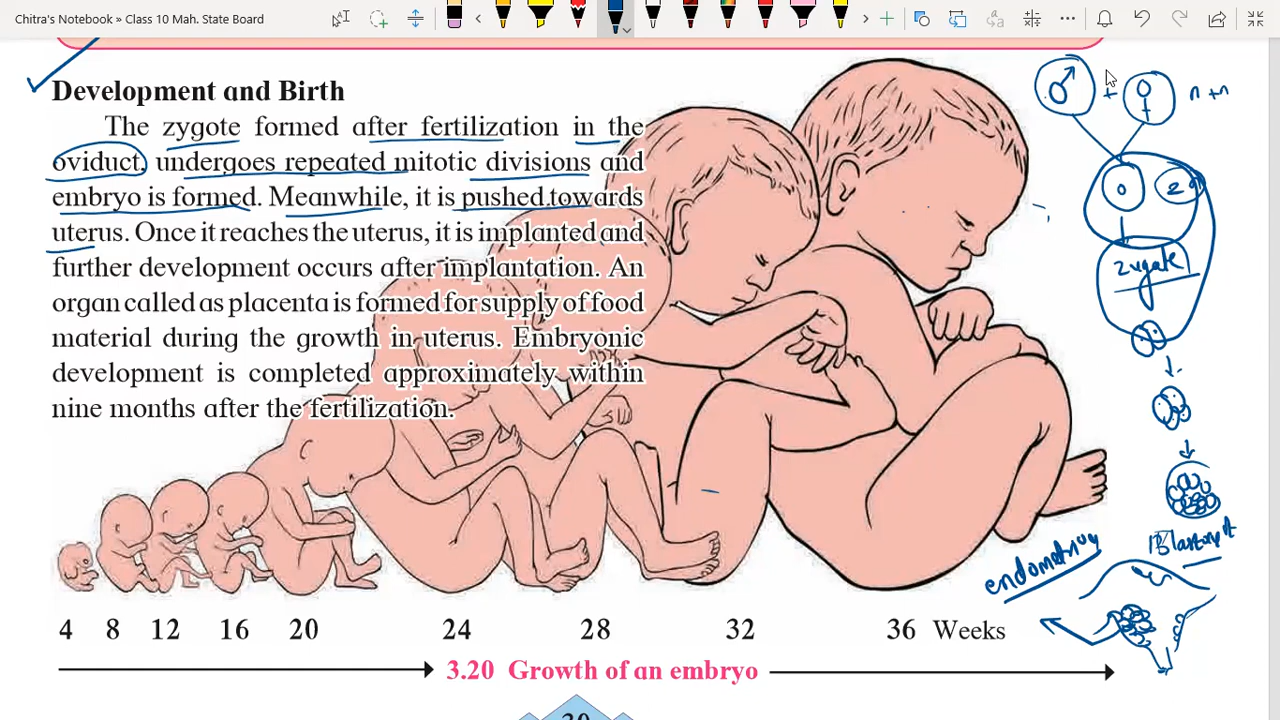 Chitra's Notebook » Class 10 Mah. State Board
Development and Birth
The zygote formed after fertilization in the
oviduct, undergoes repeated mitotic divisions and
embryo is formed. Meanwhile, it is pushed towards
uterus. Once it reaches the uterus, it is implanted and
further development occurs after implantation. An
organ called as placenta is formed for supply of food
material during the growth in uterus. Embryonic
development is completed approximately within
nine months after the fertilization.
♂ + ♀ n+n
zygote
Blastocyst
4 8 12 16 20 24 28 32 36 Weeks
3.20 Growth of an embryo
30